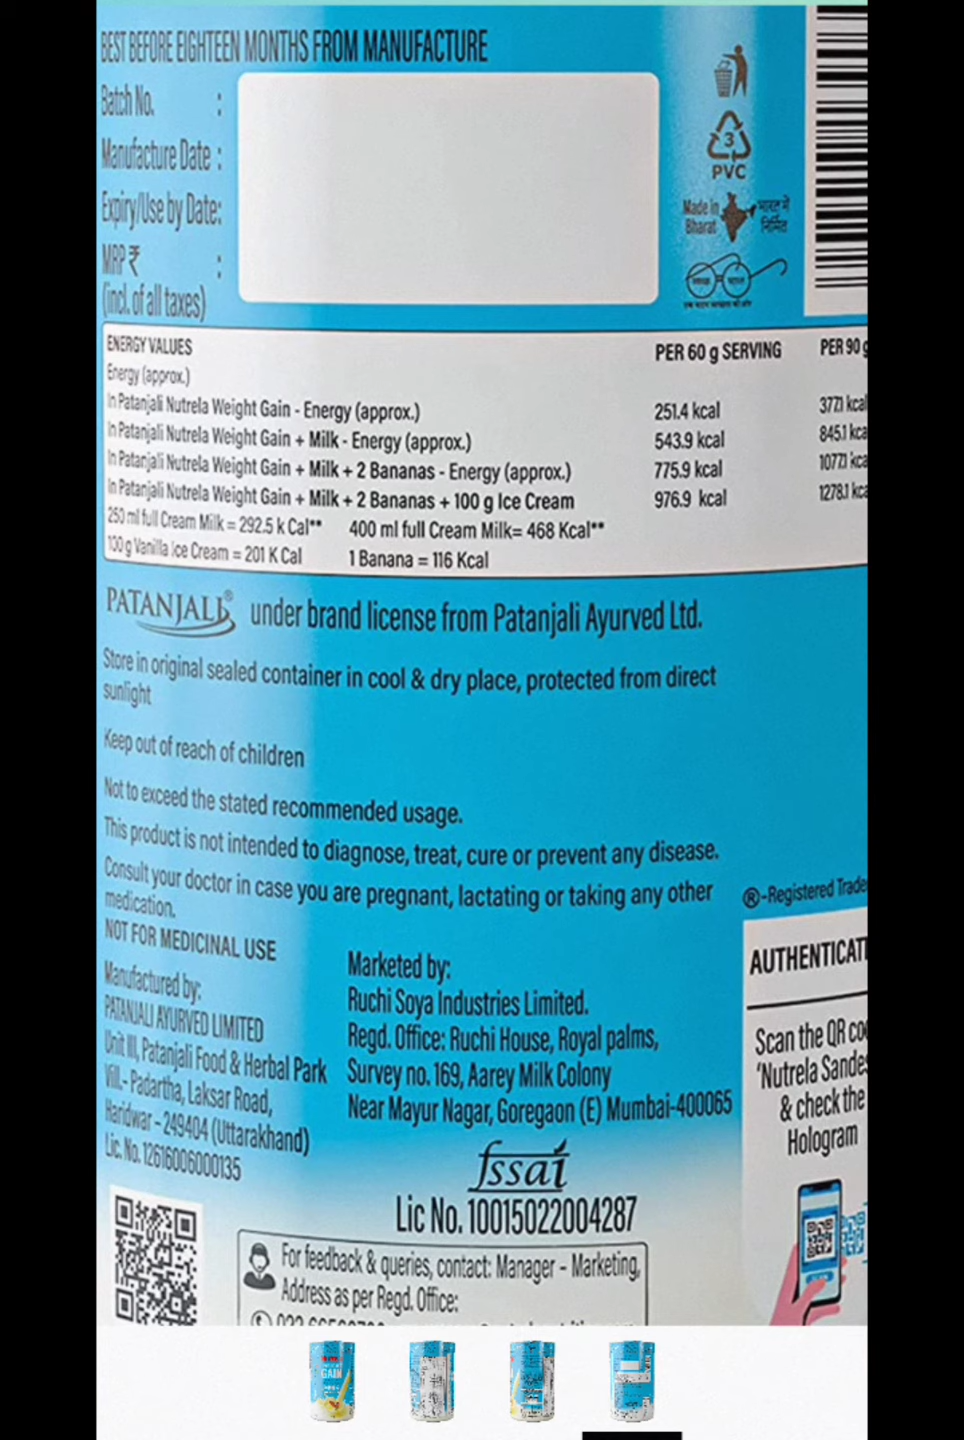 BEST BEFORE EIGHTEEN MONTHS FROM MANUFACTURE
Batch No. :
Manufacture Date :
Expiry/Use by Date:
MRP ₹ :
(incl. of all taxes)
3
PVC
Made in
Bharat
भारत में
निर्मित
ENERGY VALUES PER 60 g SERVING PER 90 g
Energy (approx.)
In Patanjali Nutrela Weight Gain - Energy (approx.) 251.4 kcal 377.1 kcal
In Patanjali Nutrela Weight Gain + Milk - Energy (approx.) 543.9 kcal 845.1 kca
In Patanjali Nutrela Weight Gain + Milk + 2 Bananas - Energy (approx.) 775.9 kcal 1077.1 kca
In Patanjali Nutrela Weight Gain + Milk + 2 Bananas + 100 g Ice Cream 976.9 kcal 1278.1 kca
250 ml full Cream Milk = 292.5 k Cal** 400 ml full Cream Milk= 468 Kcal**
100 g Vanilla Ice Cream = 201 K Cal 1 Banana = 116 Kcal
PATANJALI® under brand license from Patanjali Ayurved Ltd.
Store in original sealed container in cool & dry place, protected from direct
sunlight
Keep out of reach of children
Not to exceed the stated recommended usage.
This product is not intended to diagnose, treat, cure or prevent any disease.
Consult your doctor in case you are pregnant, lactating or taking any other
medication.
NOT FOR MEDICINAL USE
Manufactured by:
PATANJALI AYURVED LIMITED
Unit III, Patanjali Food & Herbal Park
Vill.- Padartha, Laksar Road,
Haridwar - 249404 (Uttarakhand)
Lic. No. 12616006000135
Marketed by:
Ruchi Soya Industries Limited.
Regd. Office: Ruchi House, Royal palms,
Survey no. 169, Aarey Milk Colony
Near Mayur Nagar, Goregaon (E) Mumbai-400065
fssai
Lic No. 10015022004287
For feedback & queries, contact: Manager - Marketing,
Address as per Regd. Office:
®-Registered Trade
AUTHENTICATI
Scan the QR co
'Nutrela Sandes
& check the
Hologram
GAIN